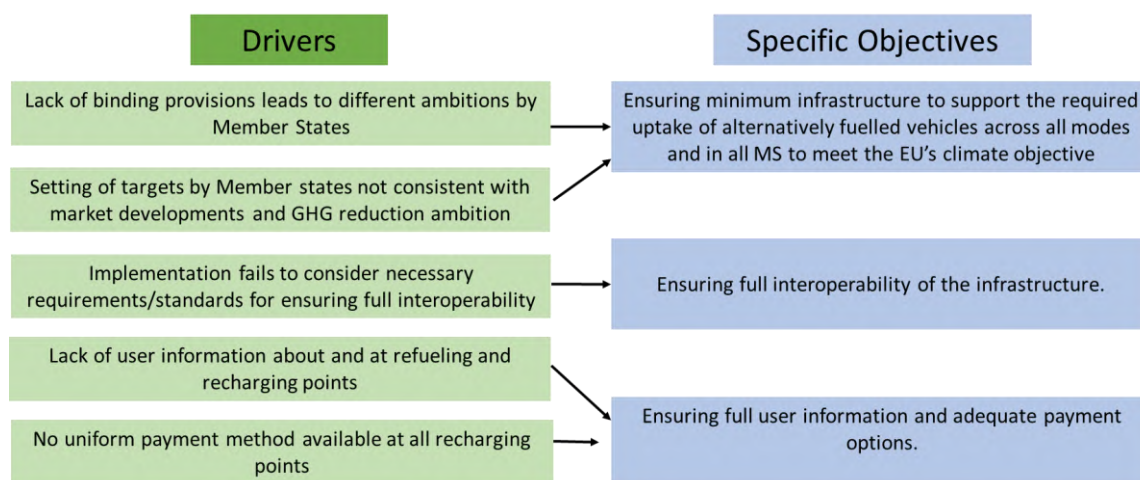 Drivers
Specific Objectives
Lack of binding provisions leads to different ambitions by
Member States
Ensuring minimum infrastructure to support the required
uptake of alternatively fuelled vehicles across all modes
and in all MS to meet the EU's climate objective
Setting of targets by Member states not consistent with
market developments and GHG reduction ambition
Implementation fails to consider necessary
requirements/standards for ensuring full interoperability
Ensuring full interoperability of the infrastructure.
Lack of user information about and at refueling and
recharging points
Ensuring full user information and adequate payment
options.
No uniform payment method available at all recharging
points